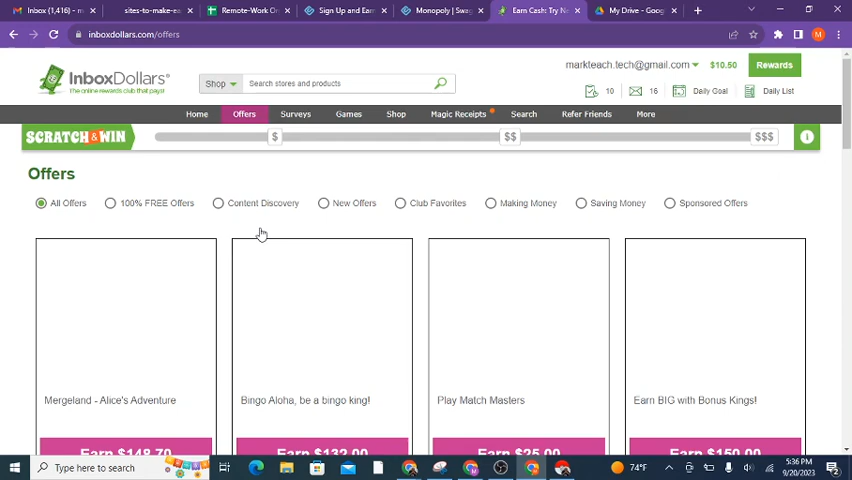 Inbox (1,416) - m
sites-to-make-ea
Remote-Work On
Sign Up and Earn
Monopoly | Swag
Earn Cash: Try Ne
My Drive - Goog
inboxdollars.com/offers
M
InboxDollars®
The online rewards club that pays!
Shop
Search stores and products
markteach.tech@gmail.com
$10.50
Rewards
10
16
Daily Goal
Daily List
Home
Offers
Surveys
Games
Shop
Magic Receipts
Search
Refer Friends
More
SCRATCH & WIN
$
$$
$$$
i
Offers
All Offers
100% FREE Offers
Content Discovery
New Offers
Club Favorites
Making Money
Saving Money
Sponsored Offers
Mergeland - Alice's Adventure
Bingo Aloha, be a bingo king!
Play Match Masters
Earn BIG with Bonus Kings!
Earn $148.70
Earn $132.00
Earn $25.00
Earn $150.00
Type here to search
74°F
5:36 PM
9/20/2023